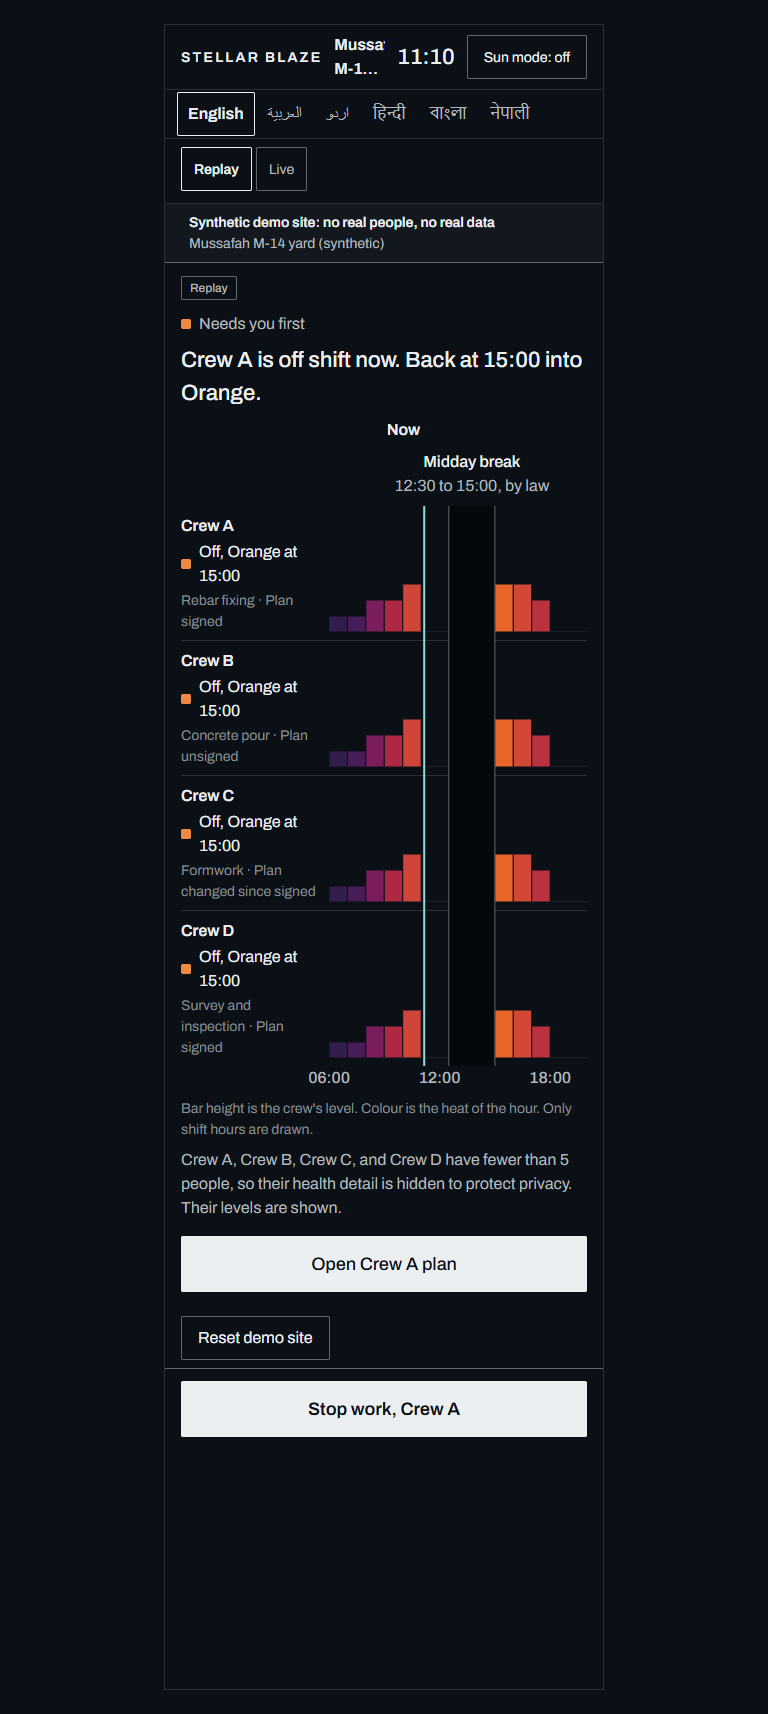 STELLAR BLAZE
M-1...
11:10
Sun mode: off
English
العربية
اردو
हिन्दी
বাংলা
नेपाली
Replay
Live
Synthetic demo site: no real people, no real data
Mussafah M-14 yard (synthetic)
Replay
Needs you first
Crew A is off shift now. Back at 15:00 into
Orange.
Now
Midday break
12:30 to 15:00, by law
Crew A
Off, Orange at
15:00
Rebar fixing · Plan
signed
Crew B
Off, Orange at
15:00
Concrete pour · Plan
unsigned
Crew C
Off, Orange at
15:00
Formwork · Plan
changed since signed
Crew D
Off, Orange at
15:00
Survey and
inspection · Plan
signed
06:00
12:00
18:00
Bar height is the crew's level. Colour is the heat of the hour. Only
shift hours are drawn.
Crew A, Crew B, Crew C, and Crew D have fewer than 5
people, so their health detail is hidden to protect privacy.
Their levels are shown.
Open Crew A plan
Reset demo site
Stop work, Crew A